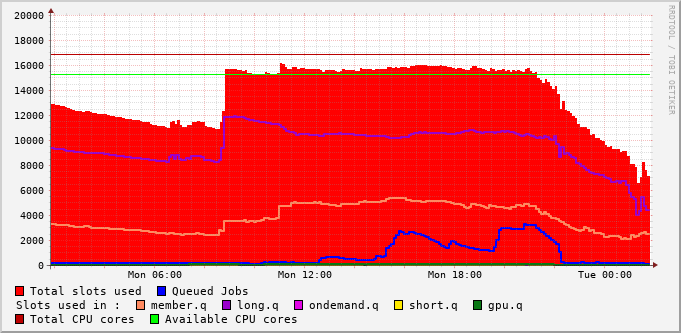 RRDTOOL / TOBI OETIKER
20000
18000
16000
14000
12000
10000
8000
6000
4000
2000
0
Mon 06:00 Mon 12:00 Mon 18:00 Tue 00:00
Total slots used Queued Jobs
Slots used in : member.q long.q ondemand.q short.q gpu.q
Total CPU cores Available CPU cores